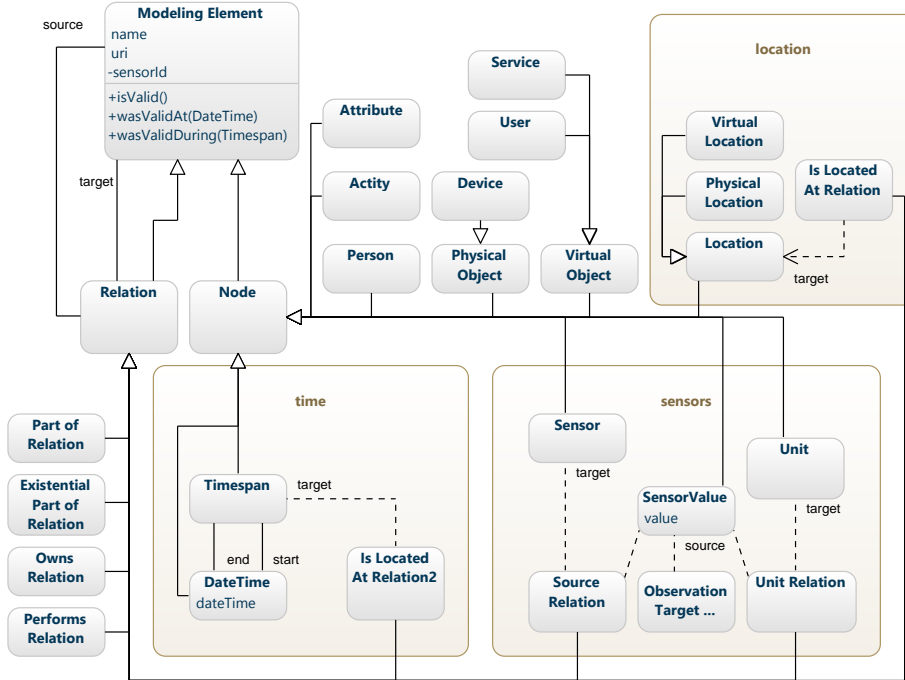 Modeling Element
name
uri
-sensorId
+isValid()
+wasValidAt(DateTime)
+wasValidDuring(Timespan)
source
target
Relation
Node
Attribute
Actity
Person
Device
Physical
Object
Service
User
Virtual
Object
location
Virtual
Location
Physical
Location
Location
Is Located
At Relation
target
Part of
Relation
Existential
Part of
Relation
Owns
Relation
Performs
Relation
time
Timespan
target
end
start
DateTime
dateTime
Is Located
At Relation2
sensors
Sensor
target
SensorValue
value
source
Unit
target
Source
Relation
Observation
Target ...
Unit Relation